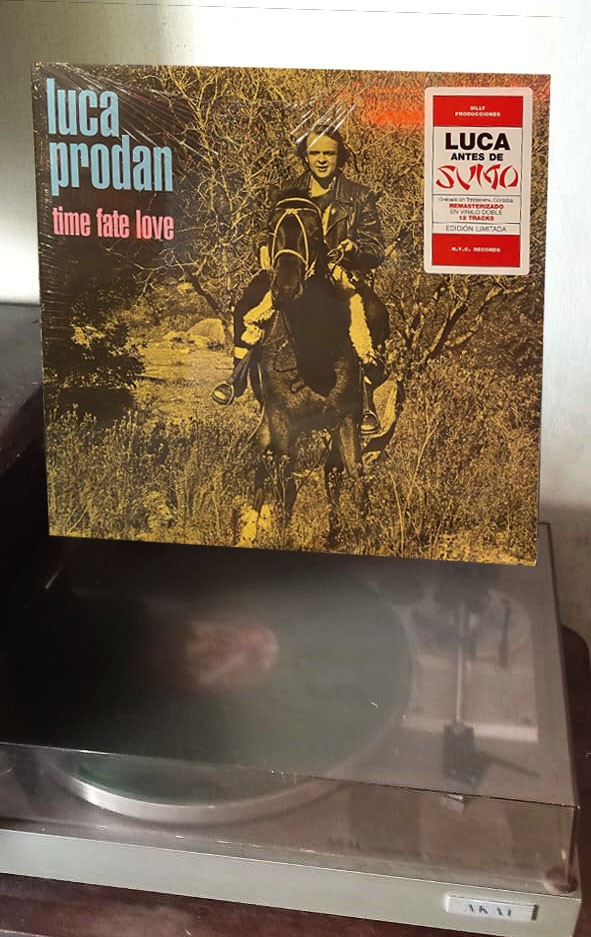 luca
prodan
time fate love
SILLY
PRODUCCIONES
LUCA
ANTES DE
SUMO
Grabado en Traslasierra, Córdoba.
REMASTERIZADO
EN VINILO DOBLE
12 TRACKS
EDICIÓN LIMITADA
N.Y.C. RECORDS
AKAI